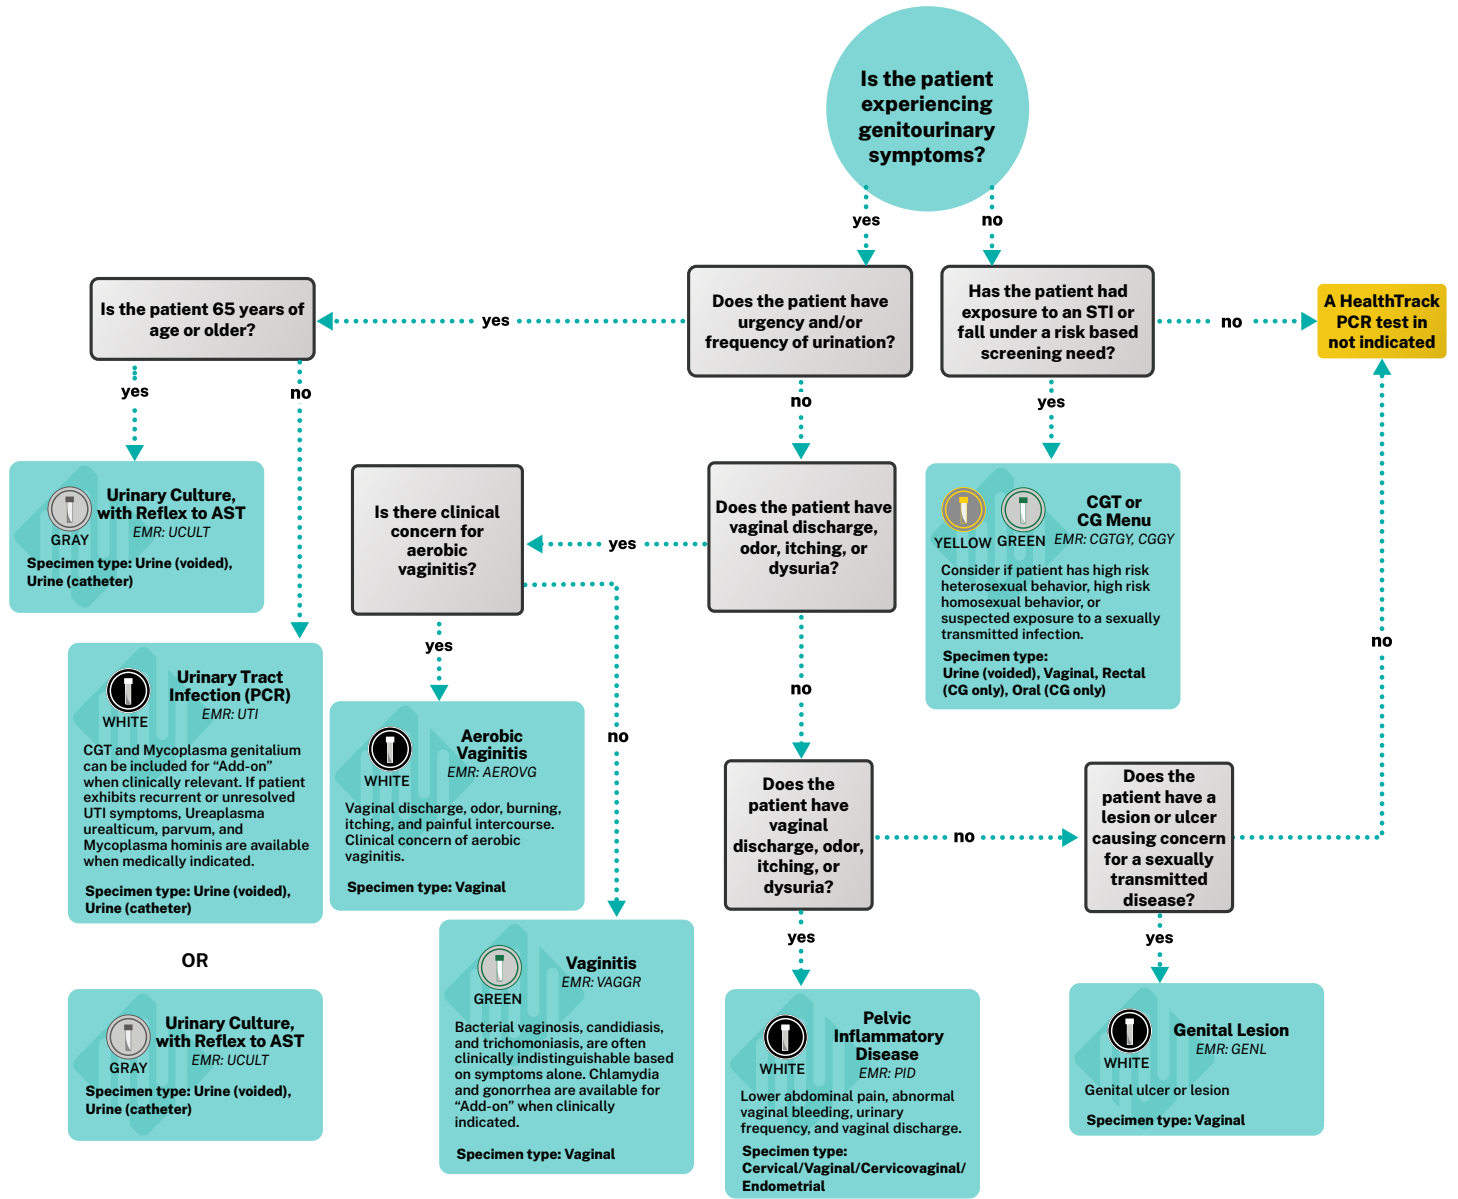 Is the patient
experiencing
genitourinary
symptoms?
yes
no
Is the patient 65 years of
age or older?
yes
Does the patient have
urgency and/or
frequency of urination?
Has the patient had
exposure to an STI or
fall under a risk based
screening need?
no
A HealthTrack
PCR test in
not indicated
yes
no
no
yes
Urinary Culture,
with Reflex to AST
EMR: UCULT
GRAY
Specimen type: Urine (voided),
Urine (catheter)
Is there clinical
concern for
aerobic
vaginitis?
yes
Does the patient have
vaginal discharge,
odor, itching, or
dysuria?
CGT or
CG Menu
EMR: CGTGY, CGGY
YELLOW
GREEN
Consider if patient has high risk
heterosexual behavior, high risk
homosexual behavior, or
suspected exposure to a sexually
transmitted infection.
Specimen type:
Urine (voided), Vaginal, Rectal
(CG only), Oral (CG only)
no
yes
no
no
Urinary Tract
Infection (PCR)
EMR: UTI
WHITE
CGT and Mycoplasma genitalium
can be included for “Add-on”
when clinically relevant. If patient
exhibits recurrent or unresolved
UTI symptoms, Ureaplasma
urealticum, parvum, and
Mycoplasma hominis are available
when medically indicated.
Specimen type: Urine (voided),
Urine (catheter)
Aerobic
Vaginitis
EMR: AEROVG
WHITE
Vaginal discharge, odor, burning,
itching, and painful intercourse.
Clinical concern of aerobic
vaginitis.
Specimen type: Vaginal
Does the
patient have
vaginal
discharge, odor,
itching, or
dysuria?
no
Does the
patient have a
lesion or ulcer
causing concern
for a sexually
transmitted
disease?
yes
yes
OR
Urinary Culture,
with Reflex to AST
EMR: UCULT
GRAY
Specimen type: Urine (voided),
Urine (catheter)
Vaginitis
EMR: VAGGR
GREEN
Bacterial vaginosis, candidiasis,
and trichomoniasis, are often
clinically indistinguishable based
on symptoms alone. Chlamydia
and gonorrhea are available for
“Add-on” when clinically
indicated.
Specimen type: Vaginal
Pelvic
Inflammatory
Disease
EMR: PID
WHITE
Lower abdominal pain, abnormal
vaginal bleeding, urinary
frequency, and vaginal discharge.
Specimen type:
Cervical/Vaginal/Cervicovaginal/
Endometrial
Genital Lesion
EMR: GENL
WHITE
Genital ulcer or lesion
Specimen type: Vaginal